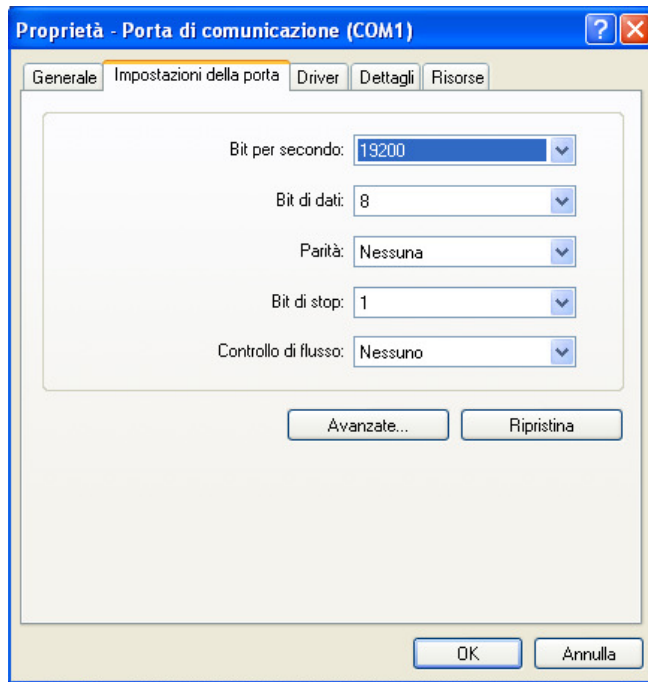 Proprietà - Porta di comunicazione (COM1)
Generale Impostazioni della porta Driver Dettagli Risorse
Bit per secondo: 19200
Bit di dati: 8
Parità: Nessuna
Bit di stop: 1
Controllo di flusso: Nessuno
Avanzate... Ripristina
OK Annulla